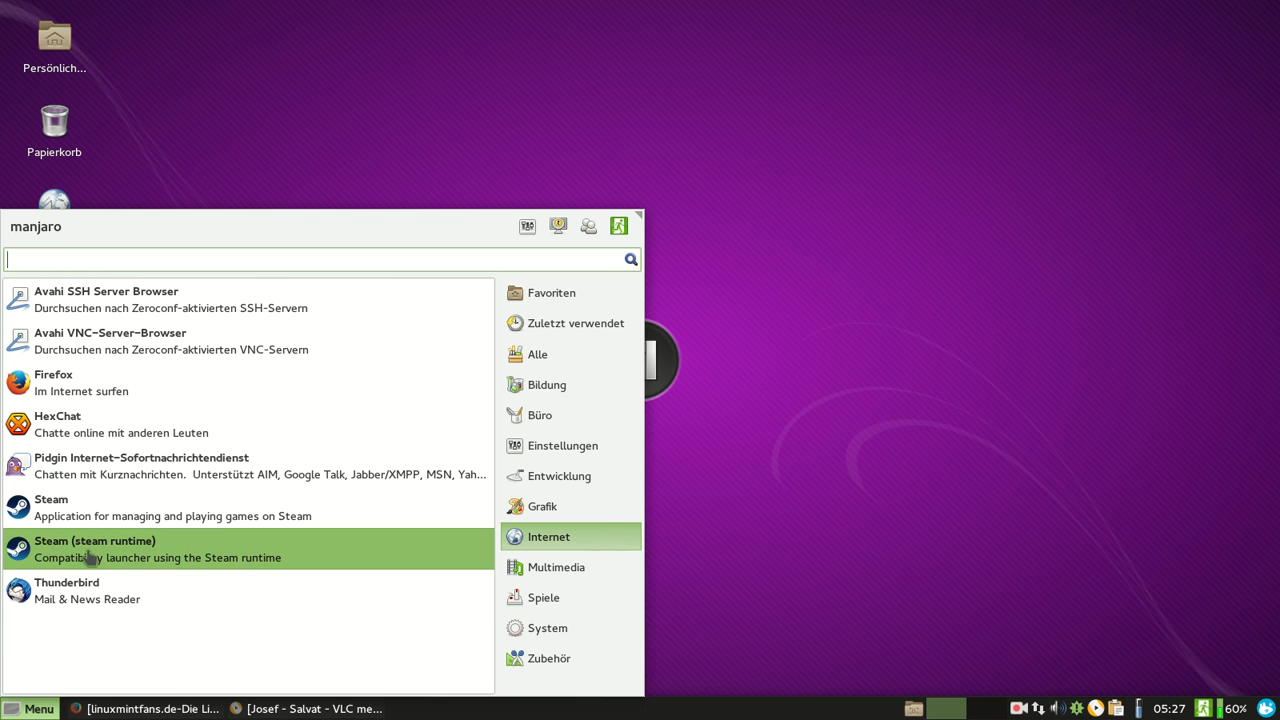 Persönlich...
Papierkorb
manjaro
Avahi SSH Server Browser
Durchsuchen nach Zeroconf-aktivierten SSH-Servern
Avahi VNC-Server-Browser
Durchsuchen nach Zeroconf-aktivierten VNC-Servern
Firefox
Im Internet surfen
HexChat
Chatte online mit anderen Leuten
Pidgin Internet-Sofortnachrichtendienst
Chatten mit Kurznachrichten. Unterstützt AIM, Google Talk, Jabber/XMPP, MSN, Yah...
Steam
Application for managing and playing games on Steam
Steam (steam runtime)
Compatibility launcher using the Steam runtime
Thunderbird
Mail & News Reader
Favoriten
Zuletzt verwendet
Alle
Bildung
Büro
Einstellungen
Entwicklung
Grafik
Internet
Multimedia
Spiele
System
Zubehör
Menu
[linuxmintfans.de-Die Li...
[Josef - Salvat - VLC me...
05:27
60%